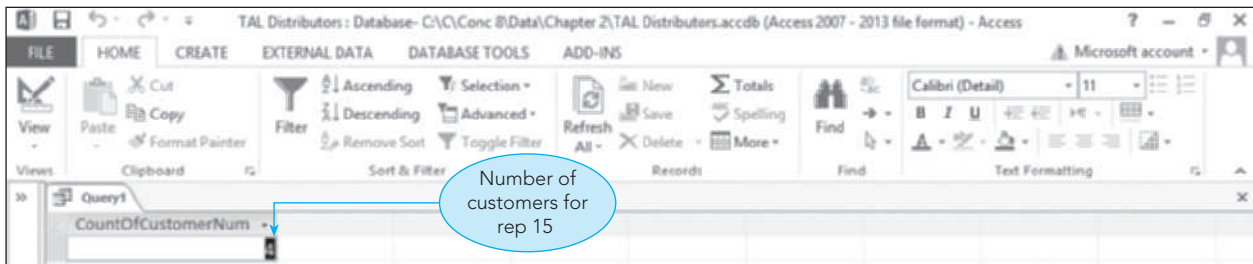 TAL Distributors : Database- C:\C\Conc 8\Data\Chapter 2\TAL Distributors.accdb (Access 2007 - 2013 file format) - Access ?
FILE HOME CREATE EXTERNAL DATA DATABASE TOOLS ADD-INS Microsoft account
View
Views
Paste
Cut
Copy
Format Painter
Clipboard
Filter
Ascending
Descending
Remove Sort
Selection
Advanced
Toggle Filter
Sort & Filter
Refresh
All
New
Save
Delete
Totals
Spelling
More
Records
Find
Find
Calibri (Detail) 11
B I U
A
Text Formatting
Query1
CountOfCustomerNum
Number of
customers for
rep 15